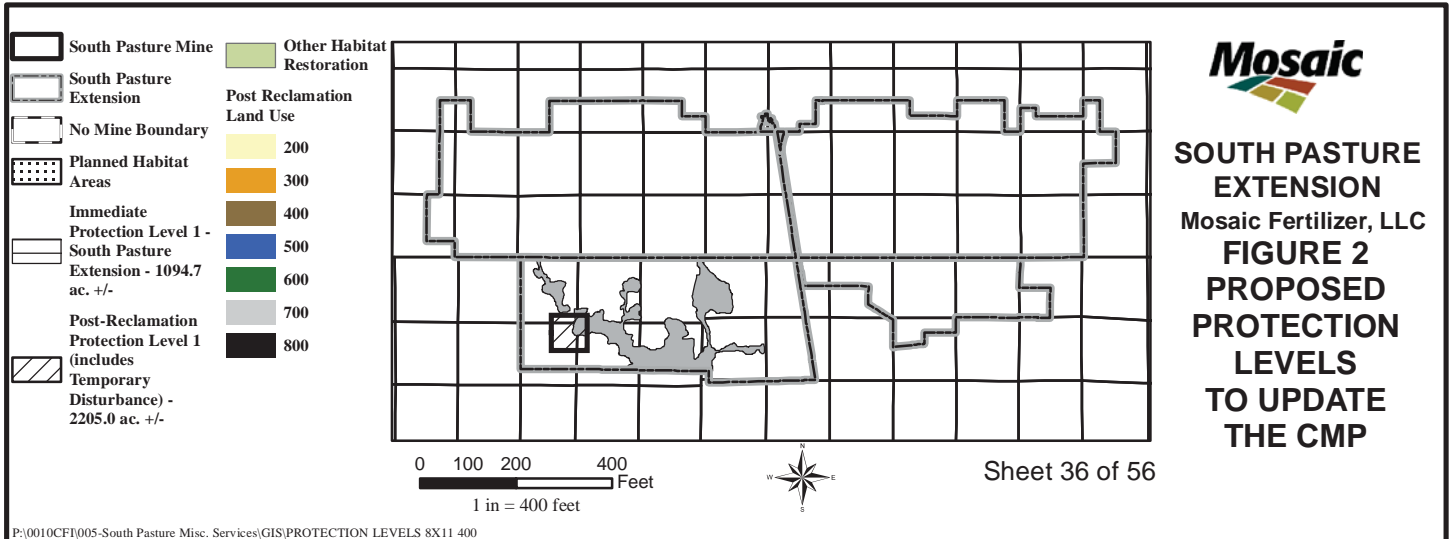 South Pasture Mine
South Pasture
Extension
No Mine Boundary
Planned Habitat
Areas
Immediate
Protection Level 1 -
South Pasture
Extension - 1094.7
ac. +/-
Post-Reclamation
Protection Level 1
(includes
Temporary
Disturbance) -
2205.0 ac. +/-
Other Habitat
Restoration
Post Reclamation
Land Use
200
300
400
500
600
700
800
0 100 200 400
Feet
1 in = 400 feet
N
W E
S
Sheet 36 of 56
Mosaic
SOUTH PASTURE
EXTENSION
Mosaic Fertilizer, LLC
FIGURE 2
PROPOSED
PROTECTION
LEVELS
TO UPDATE
THE CMP
P:\0010CFI\005-South Pasture Misc. Services\GIS\PROTECTION LEVELS 8X11 400